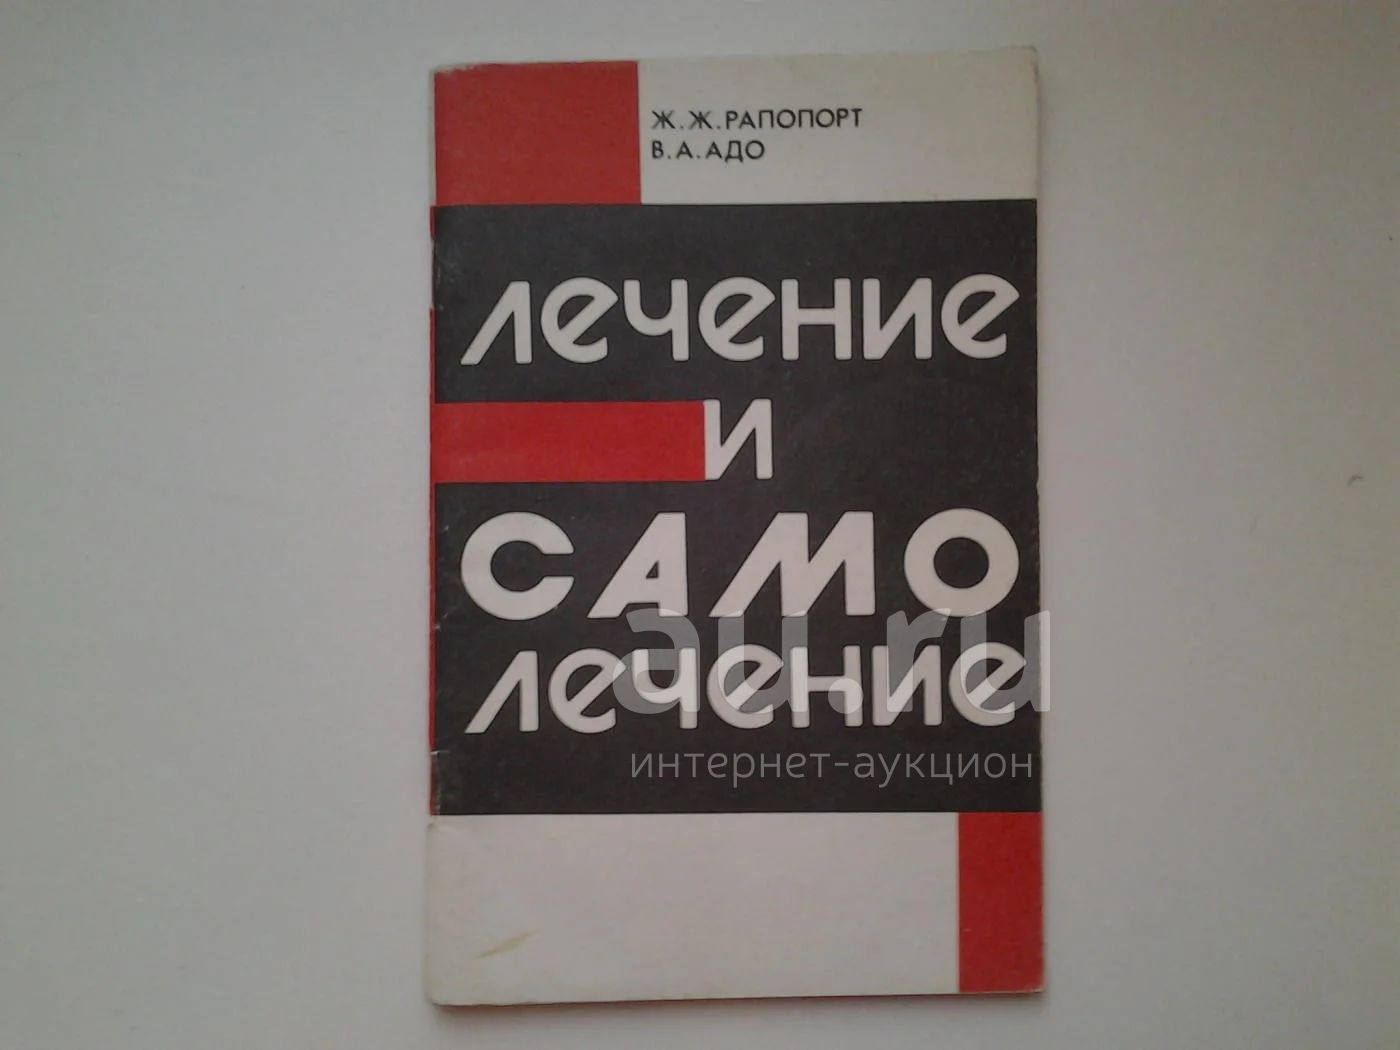 Ж.Ж.РАПОПОРТ
В.А.АДО
лечение
и
САМО
лечение
au.ru
интернет-аукцион